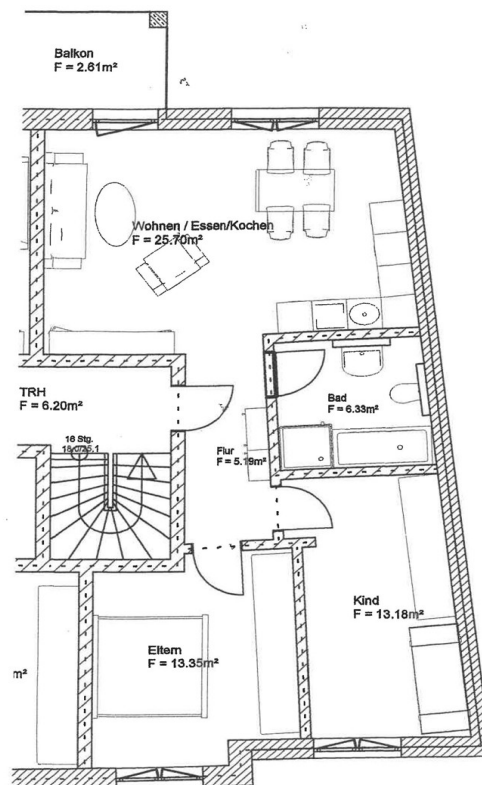 Balkon
F = 2.61m²
Wohnen / Essen/Kochen
F = 25.70m²
TRH
F = 6.20m²
16 Stg.
Bad
F = 6.33m²
Flur
F = 5.19m²
Kind
F = 13.18m²
Eltern
F = 13.35m²
m²